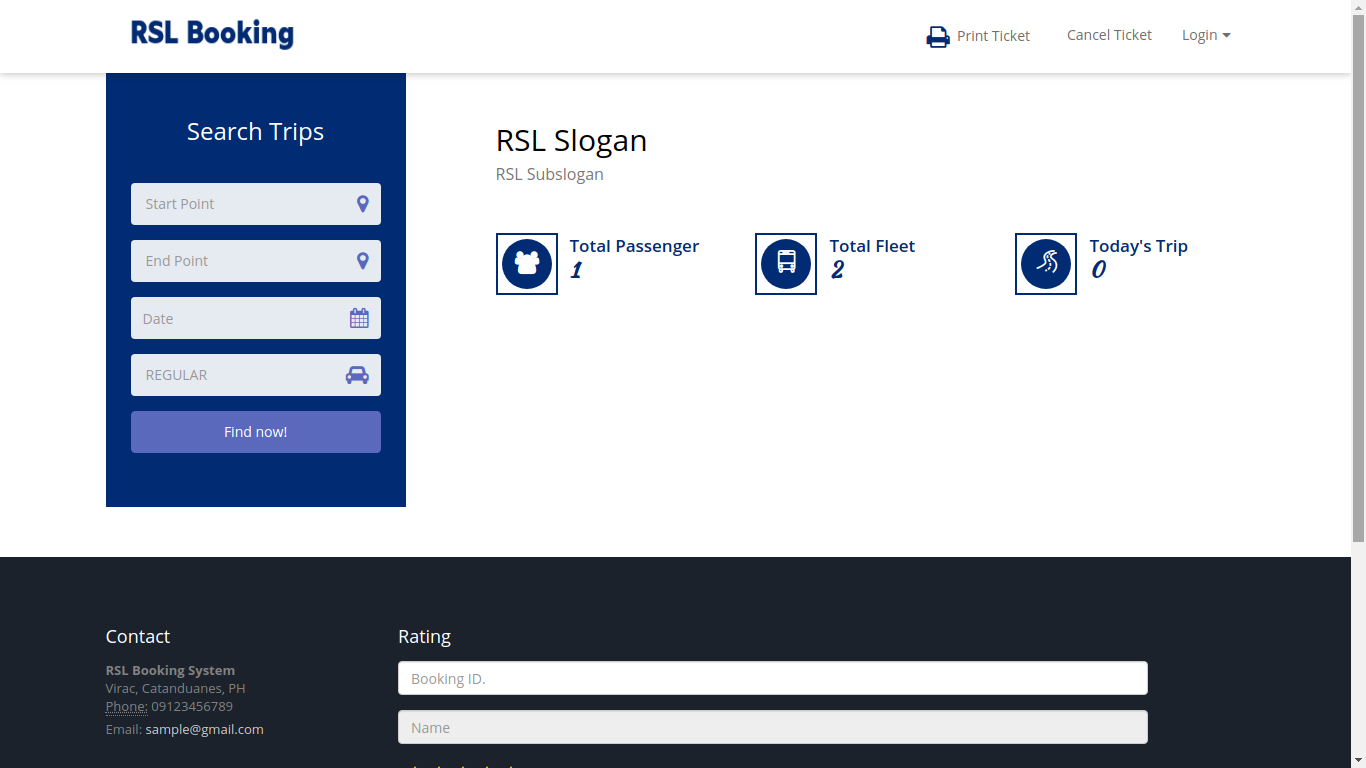 RSL Booking
Print Ticket
Cancel Ticket
Login
Search Trips
Start Point
End Point
Date
REGULAR
Find now!
RSL Slogan
RSL Subslogan
Total Passenger
1
Total Fleet
2
Today's Trip
0
Contact
RSL Booking System
Virac, Catanduanes, PH
Phone: 09123456789
Email: sample@gmail.com
Rating
Booking ID.
Name